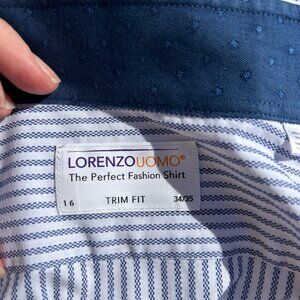 LORENZOUOMO®
The Perfect Fashion Shirt
16 TRIM FIT 34/35